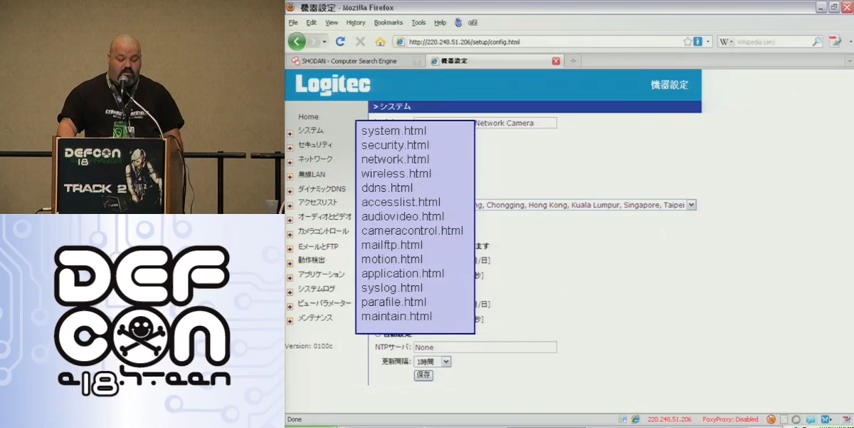 DEFCON
18
TRACK 2
DEF
CON
機器設定 - Mozilla Firefox
File Edit View History Bookmarks Tools Help
http://220.248.51.206/setup/config.html
Wikipedia (en)
SHODAN - Computer Search Engine
機器設定
Logitec
機器設定
> システム
Home
システム
セキュリティ
ネットワーク
無線LAN
ダイナミックDNS
アクセスリスト
オーディオとビデオ
カメラコントロール
EメールとFTP
動作検出
アプリケーション
システムログ
ビューパラメーター
メンテナンス
Version: 0100c
Network Camera
system.html
security.html
network.html
wireless.html
ddns.html
accesslist.html
audiovideo.html
cameracontrol.html
mailftp.html
motion.html
application.html
syslog.html
parafile.html
maintain.html
Chongqing, Hong Kong, Kuala Lumpur, Singapore, Taipei
ます
自動設定
NTPサーバ: None
更新間隔: 1時間
保存
Done
220.248.51.206
FoxyProxy: Disabled